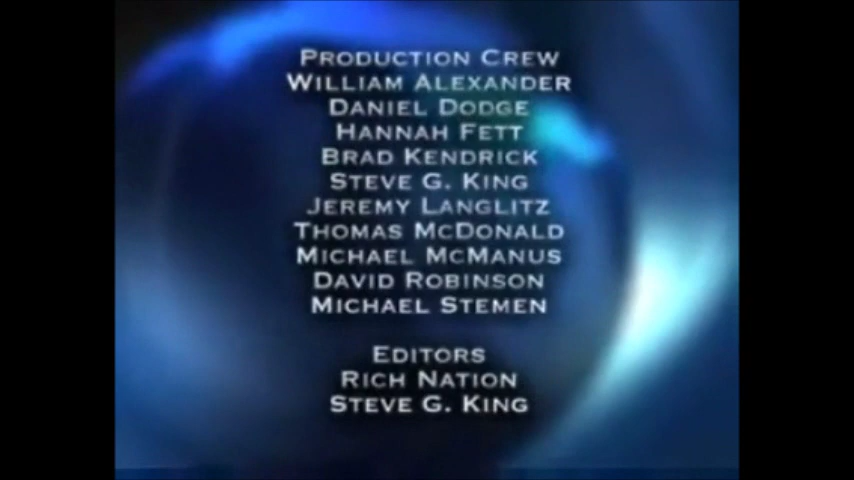 PRODUCTION CREW
WILLIAM ALEXANDER
DANIEL DODGE
HANNAH FETT
BRAD KENDRICK
STEVE G. KING
JEREMY LANGLITZ
THOMAS MCDONALD
MICHAEL MCMANUS
DAVID ROBINSON
MICHAEL STEMEN
EDITORS
RICH NATION
STEVE G. KING